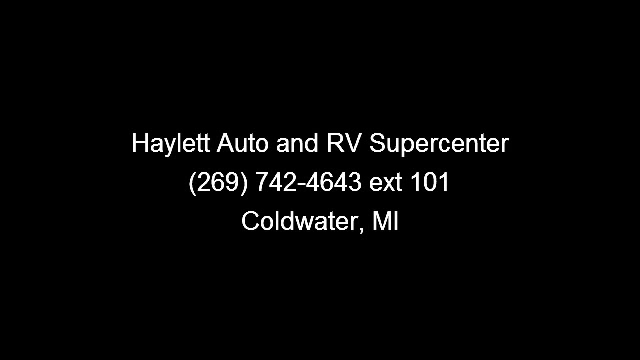 Haylett Auto and RV Supercenter
(269) 742-4643 ext 101
Coldwater, MI